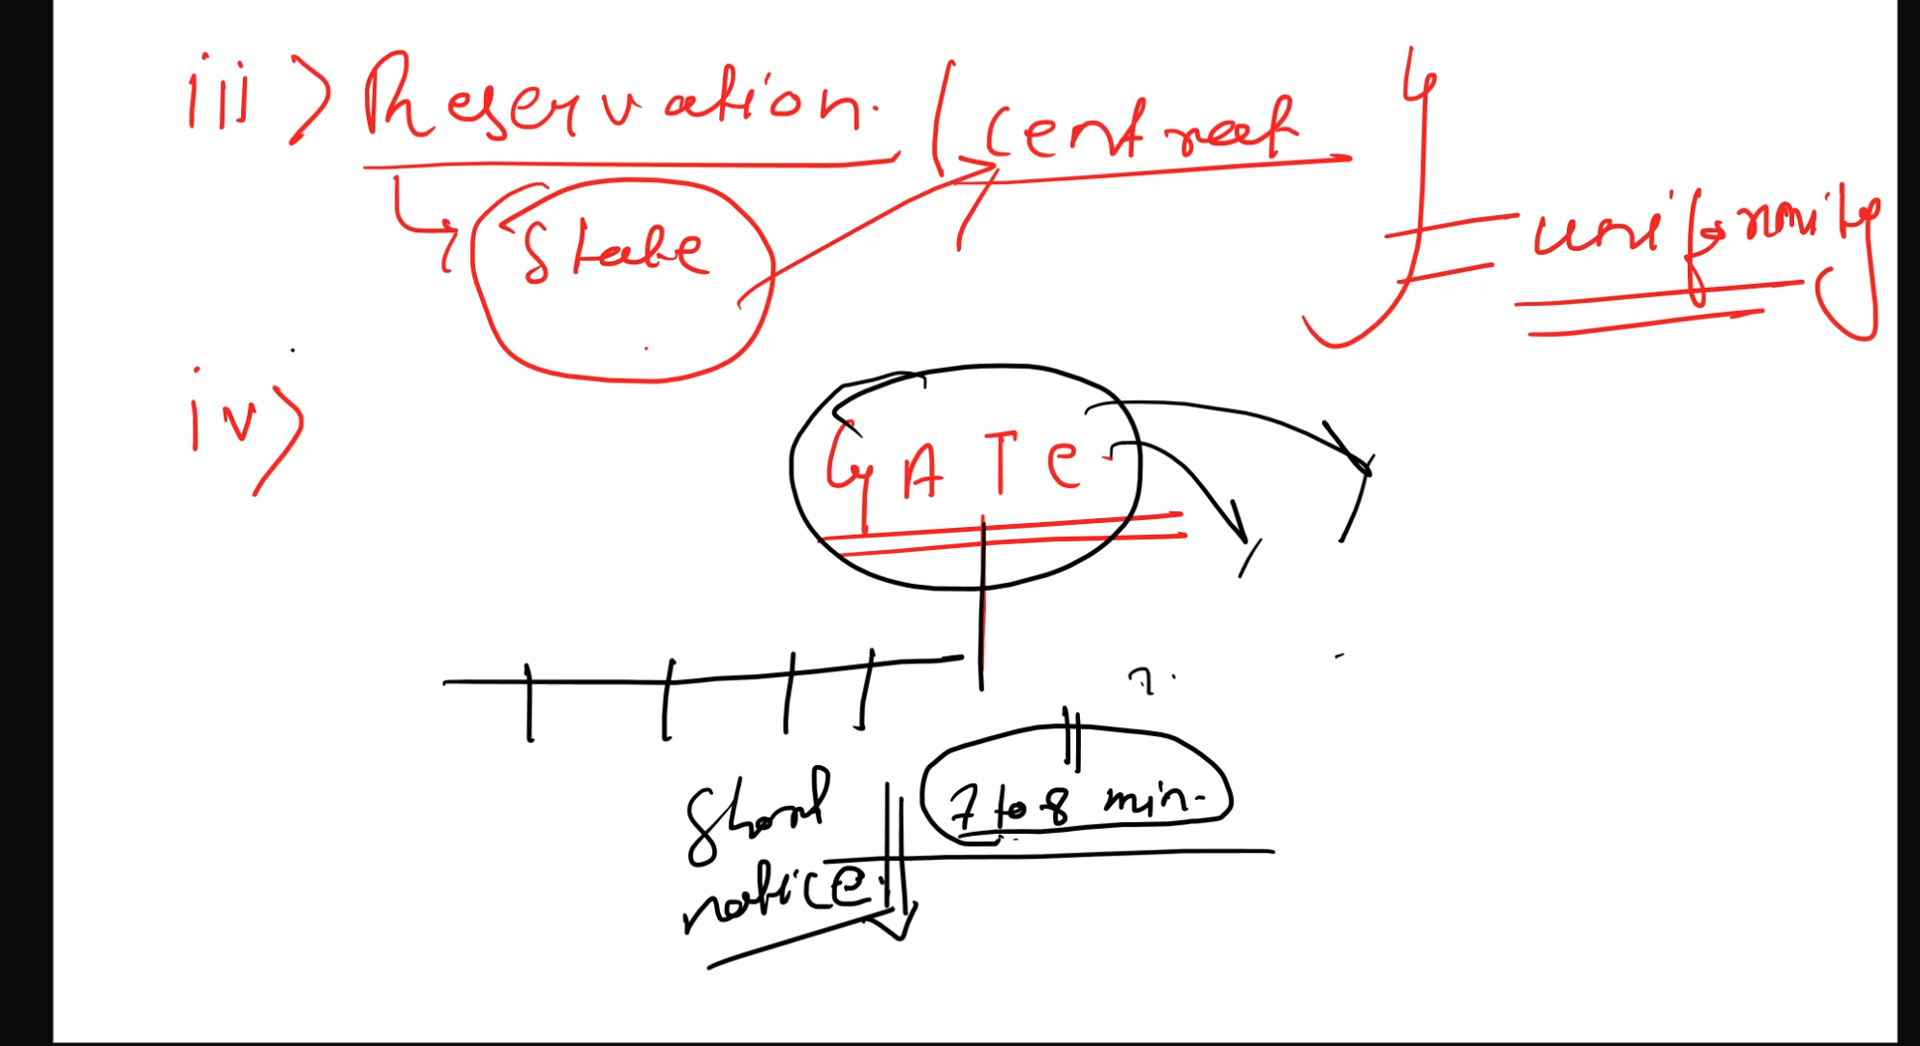 iii) Reservation. / Central
State
uniformity
iv)
GATE
?
7 to 8 min.
Short
notice.